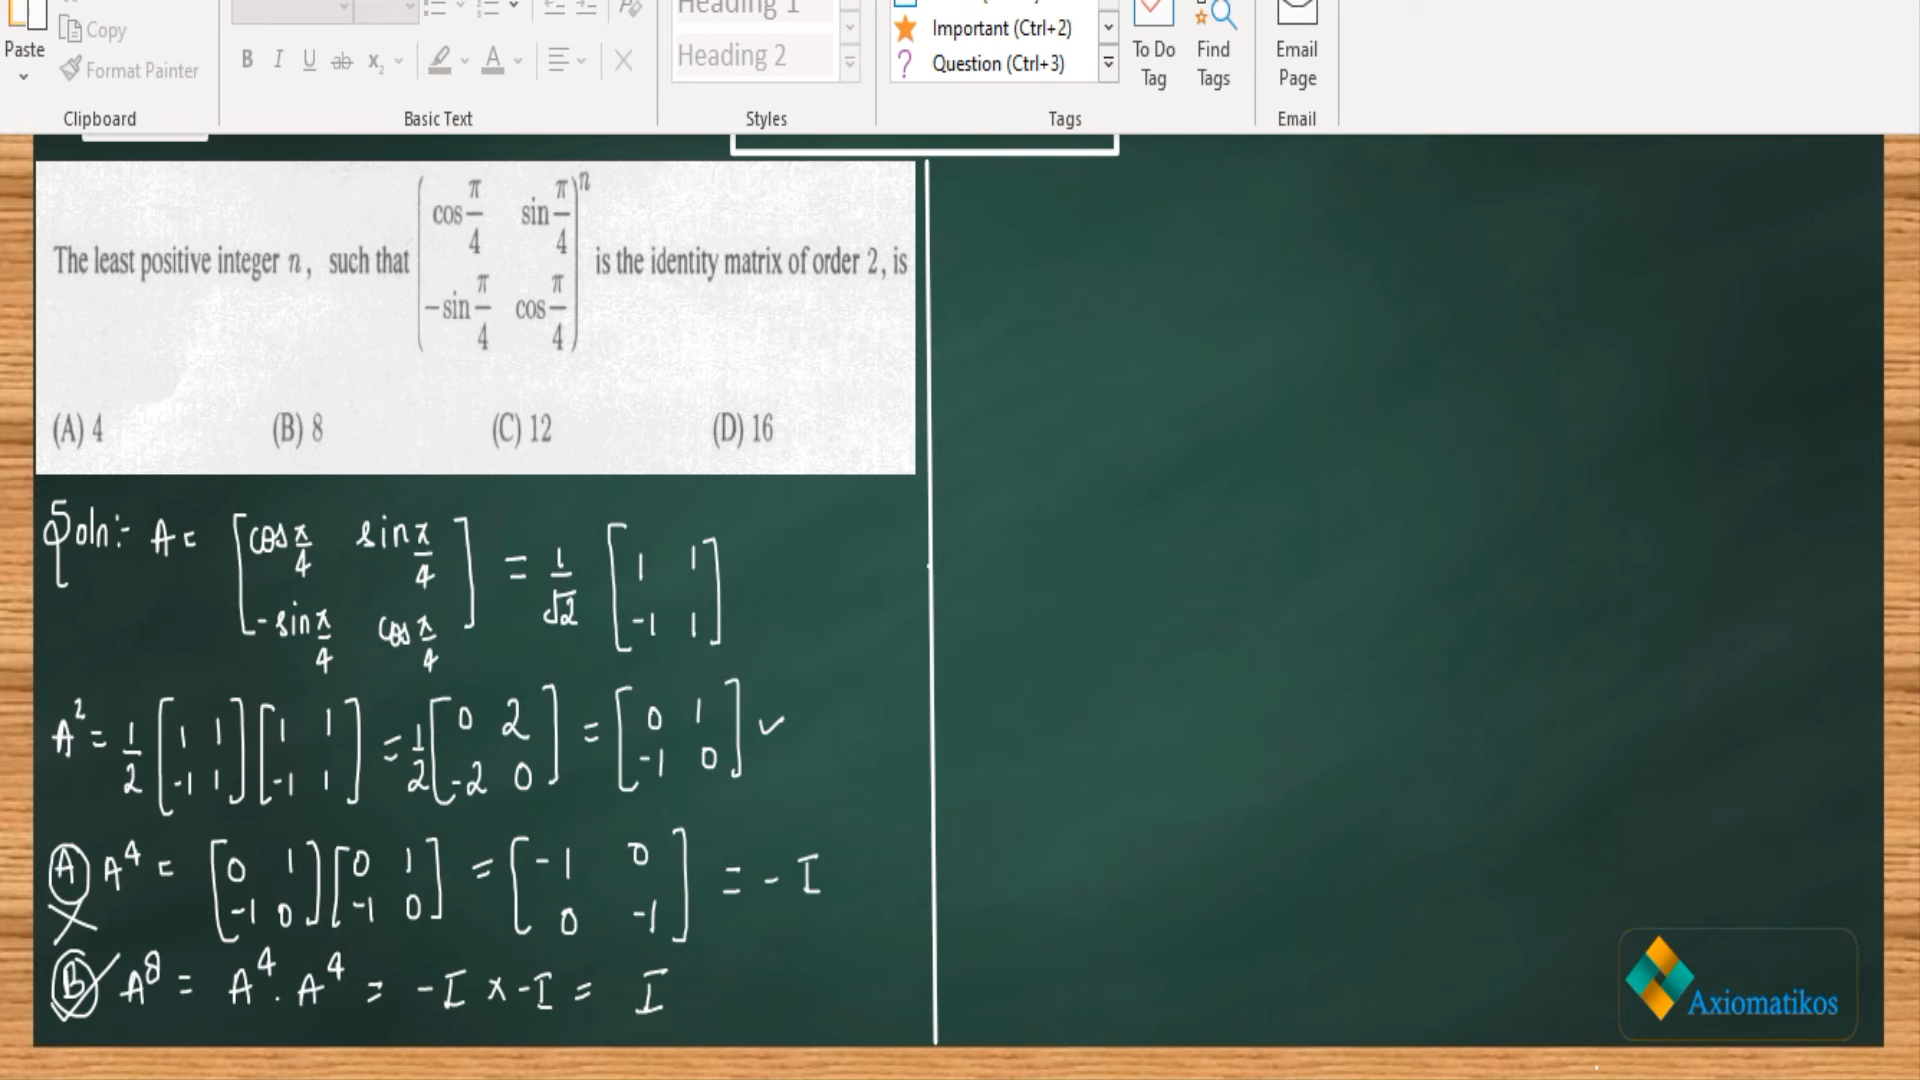 Paste
Copy
Format Painter
Clipboard
B I U ab x₂ A
Basic Text
Heading 1
Heading 2
Styles
Important (Ctrl+2)
Question (Ctrl+3)
Tags
To Do Tag
Find Tags
Email Page
Email
The least positive integer n, such that (cos π/4 sin π/4
-sin π/4 cos π/4)ⁿ is the identity matrix of order 2, is
(A) 4 (B) 8 (C) 12 (D) 16
Soln:- A = [cos π/4 sin π/4
-sin π/4 cos π/4] = 1/√2 [1 1
-1 1]
A² = 1/2 [1 1
-1 1] [1 1
-1 1] = 1/2 [0 2
-2 0] = [0 1
-1 0] ✓
(A) A⁴ = [0 1
-1 0] [0 1
-1 0] = [-1 0
0 -1] = - I
(B) A⁸ = A⁴ . A⁴ = - I × - I = I
Axiomatikos